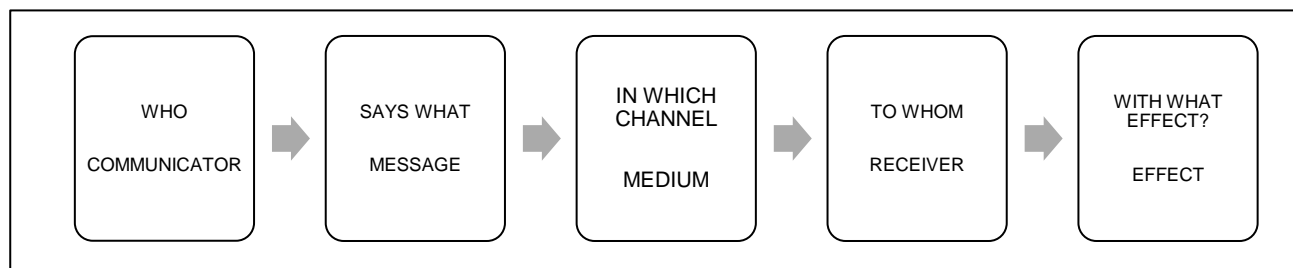 WHO
COMMUNICATOR
SAYS WHAT
MESSAGE
IN WHICH
CHANNEL
MEDIUM
TO WHOM
RECEIVER
WITH WHAT
EFFECT?
EFFECT